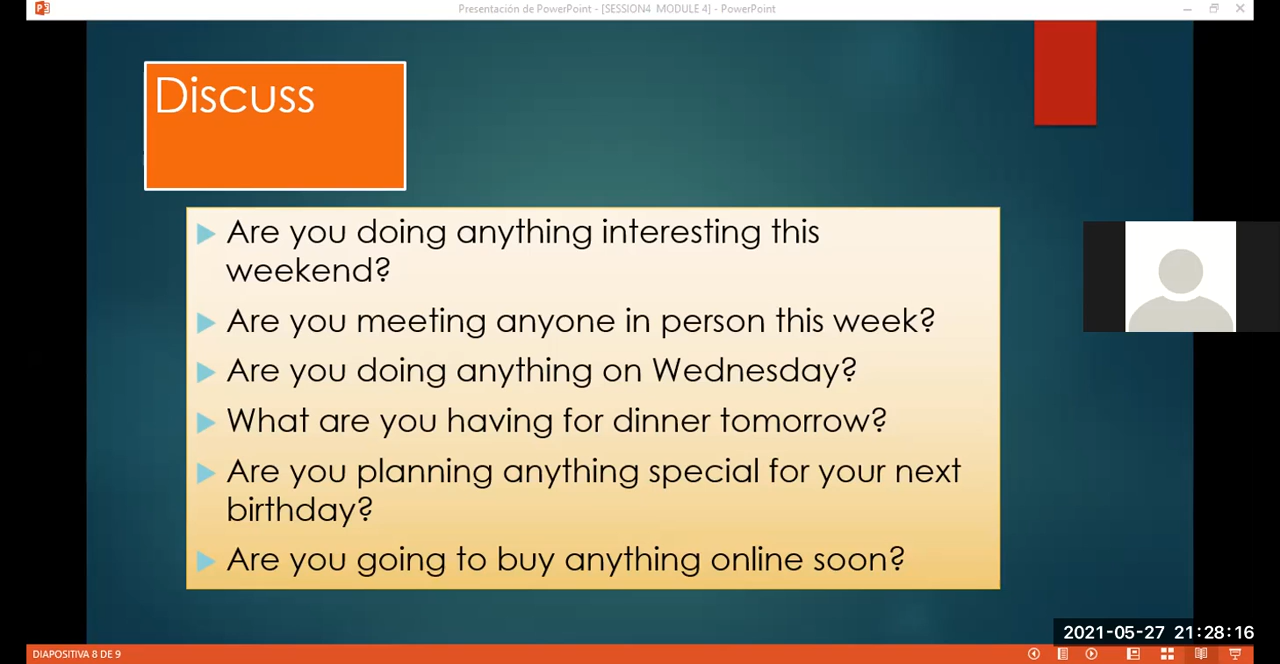 Presentación de PowerPoint - [SESSION4 MODULE 4] - PowerPoint
Discuss
Are you doing anything interesting this
weekend?
Are you meeting anyone in person this week?
Are you doing anything on Wednesday?
What are you having for dinner tomorrow?
Are you planning anything special for your next
birthday?
Are you going to buy anything online soon?
2021-05-27 21:28:16
DIAPOSITIVA 8 DE 9